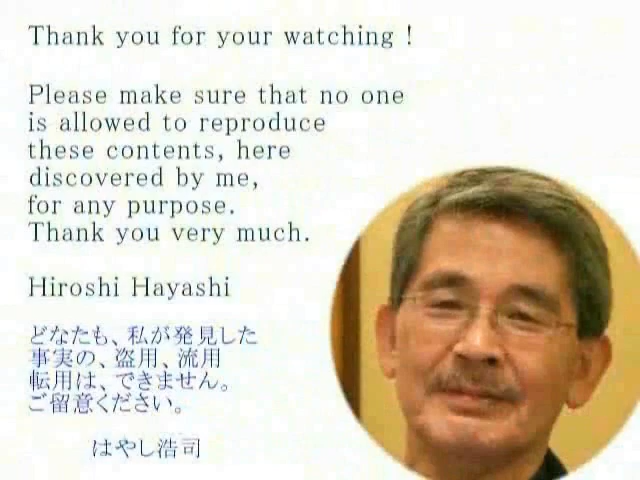 Thank you for your watching !
Please make sure that no one
is allowed to reproduce
these contents, here
discovered by me,
for any purpose.
Thank you very much.
Hiroshi Hayashi
どなたも、私が発見した
事実の、盗用、流用
転用は、できません。
ご留意ください。
はやし浩司